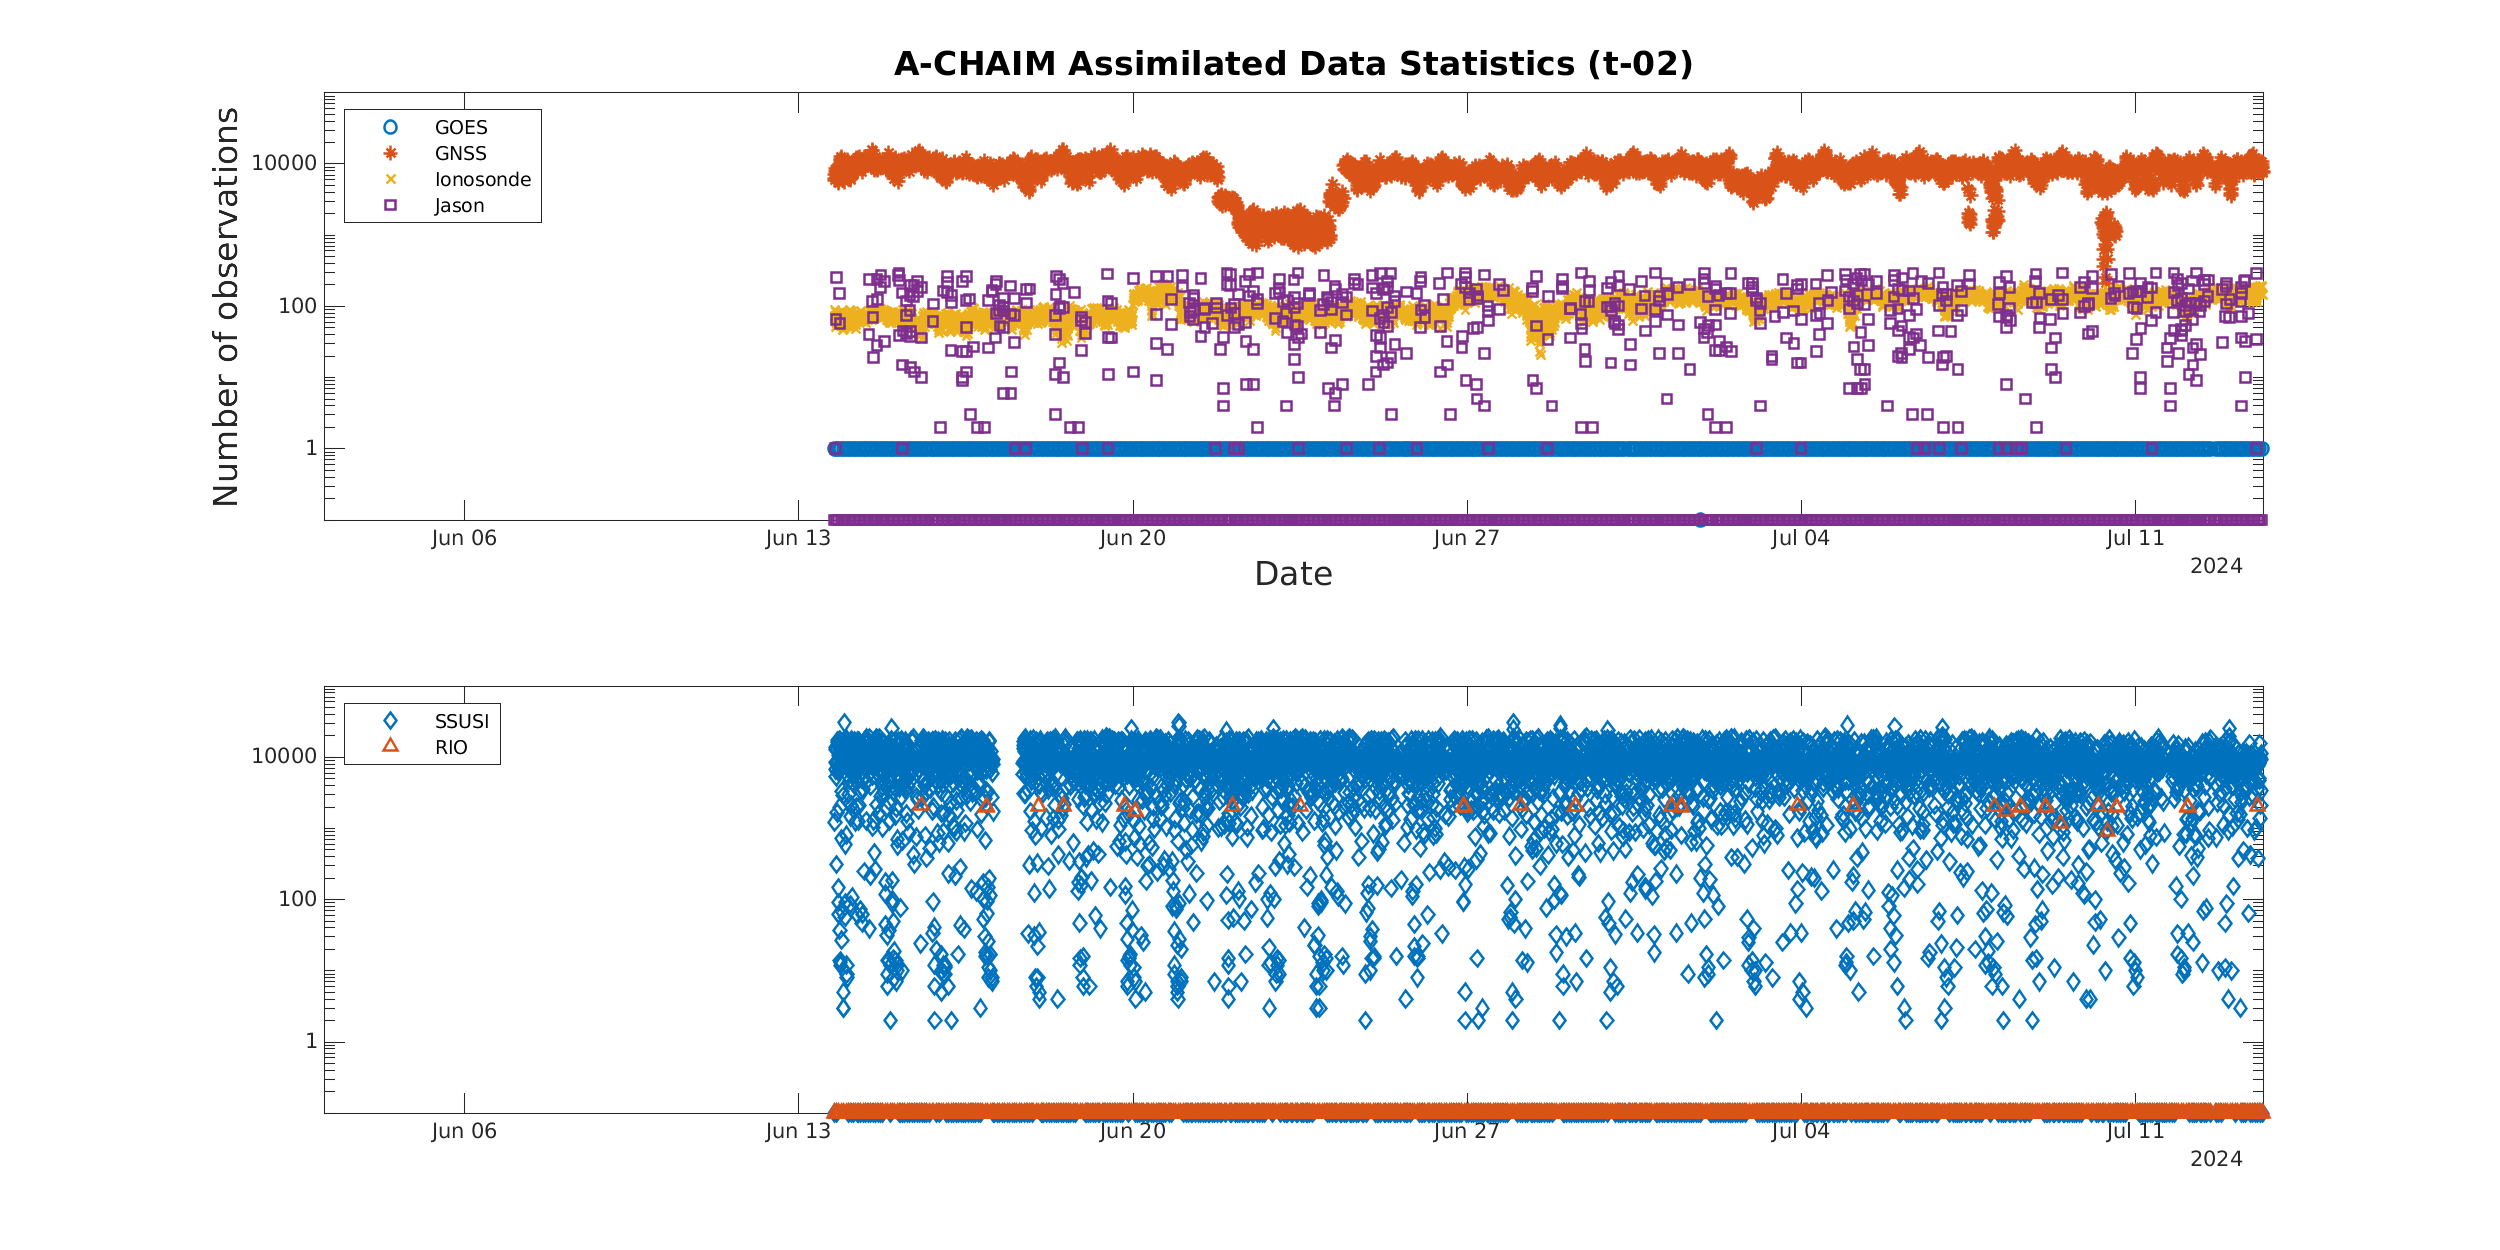 A-CHAIM Assimilated Data Statistics (t-02)
Number of observations
10000
100
1
GOES
GNSS
Ionosonde
Jason
Jun 06
Jun 13
Jun 20
Jun 27
Jul 04
Jul 11
2024
Date
10000
100
1
SSUSI
RIO
Jun 06
Jun 13
Jun 20
Jun 27
Jul 04
Jul 11
2024